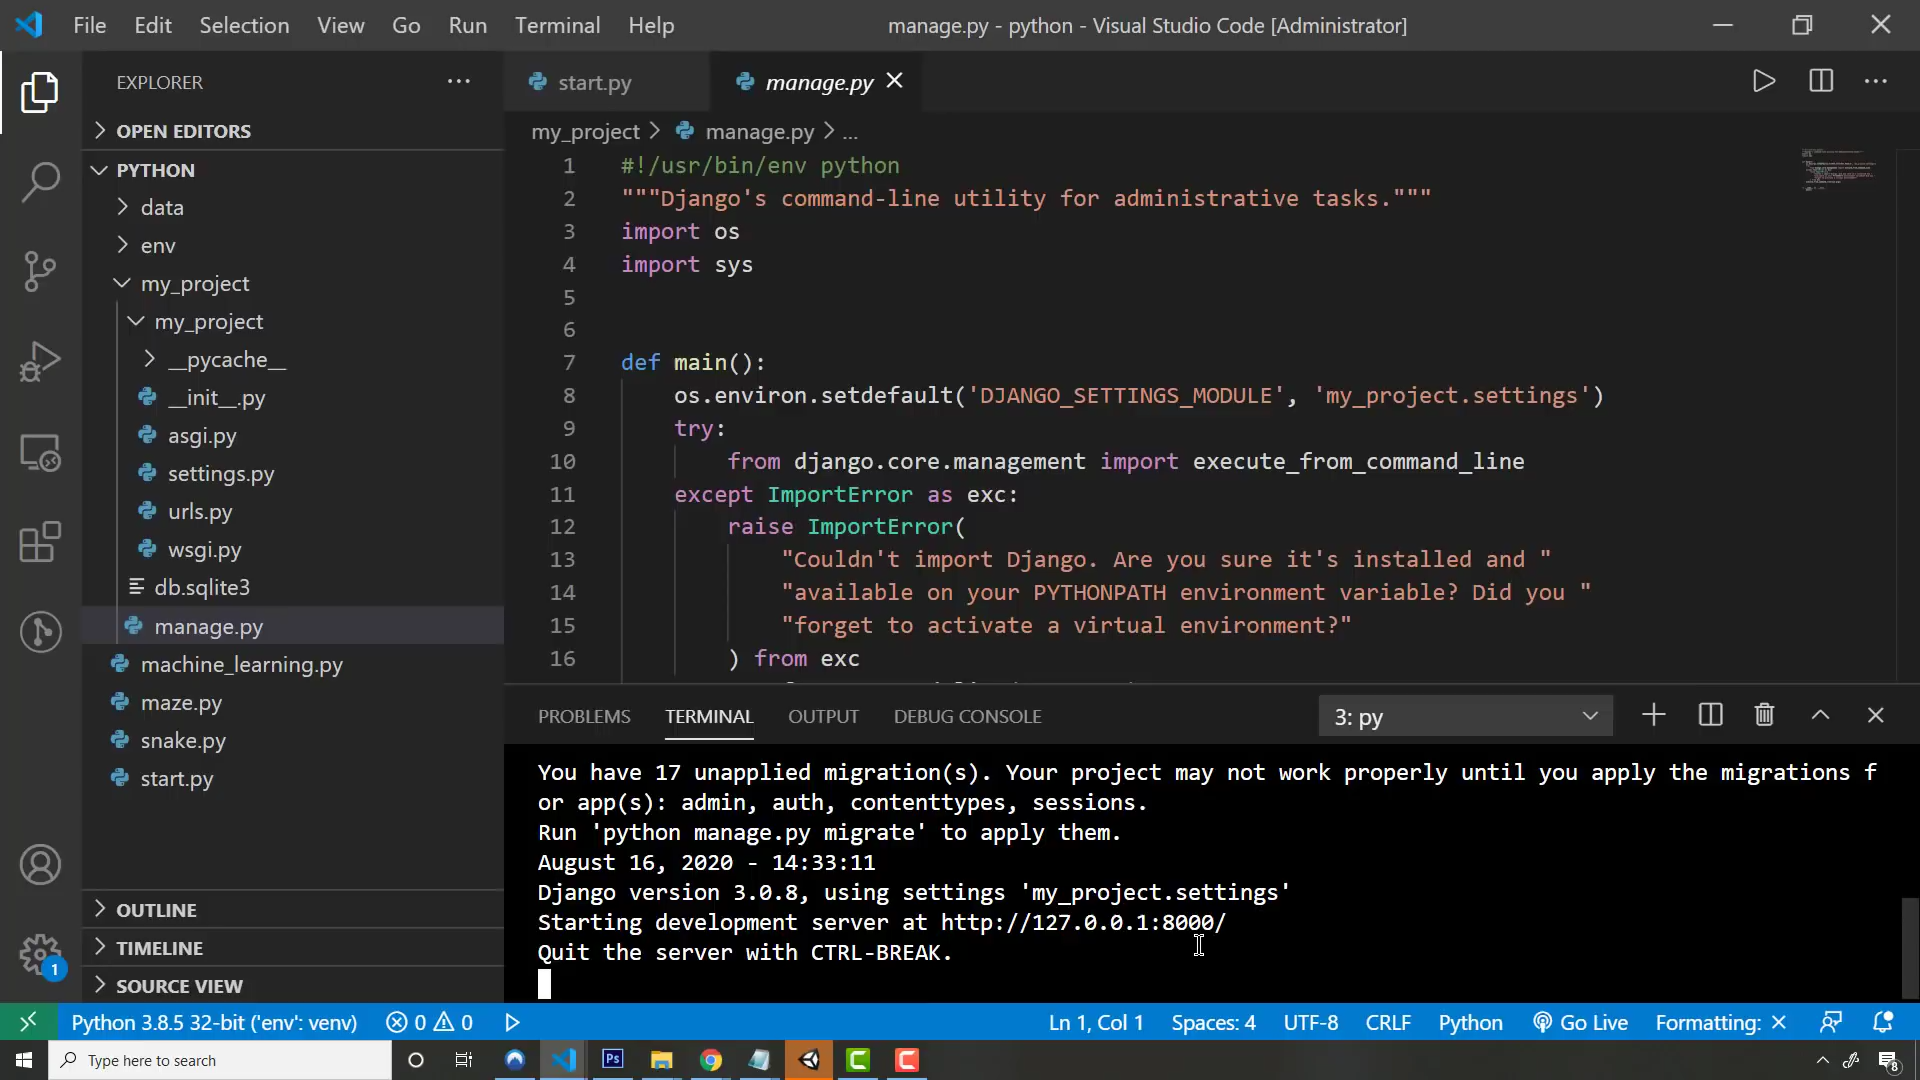 File Edit Selection View Go Run Terminal Help
manage.py - python - Visual Studio Code [Administrator]
EXPLORER
OPEN EDITORS
PYTHON
data
env
my_project
my_project
__pycache__
__init__.py
asgi.py
settings.py
urls.py
wsgi.py
db.sqlite3
manage.py
machine_learning.py
maze.py
snake.py
start.py
OUTLINE
TIMELINE
SOURCE VIEW
1
start.py manage.py
my_project > manage.py > ...
1 #!/usr/bin/env python
2 """Django's command-line utility for administrative tasks."""
3 import os
4 import sys
5
6
7 def main():
8 os.environ.setdefault('DJANGO_SETTINGS_MODULE', 'my_project.settings')
9 try:
10 from django.core.management import execute_from_command_line
11 except ImportError as exc:
12 raise ImportError(
13 "Couldn't import Django. Are you sure it's installed and "
14 "available on your PYTHONPATH environment variable? Did you "
15 "forget to activate a virtual environment?"
16 ) from exc
PROBLEMS TERMINAL OUTPUT DEBUG CONSOLE 3: py
You have 17 unapplied migration(s). Your project may not work properly until you apply the migrations f
or app(s): admin, auth, contenttypes, sessions.
Run 'python manage.py migrate' to apply them.
August 16, 2020 - 14:33:11
Django version 3.0.8, using settings 'my_project.settings'
Starting development server at http://127.0.0.1:8000/
Quit the server with CTRL-BREAK.
Python 3.8.5 32-bit ('env': venv) 0 0 Ln 1, Col 1 Spaces: 4 UTF-8 CRLF Python Go Live Formatting: ×
Type here to search
Ps
8